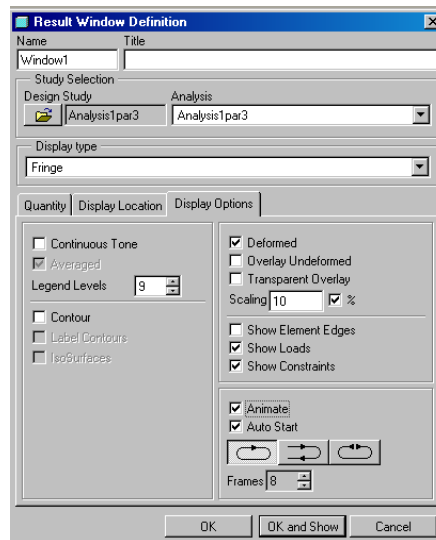 Result Window Definition
Name Title
Window1
Study Selection
Design Study Analysis
Analysis1par3 Analysis1par3
Display type
Fringe
Quantity Display Location Display Options
Continuous Tone
Averaged
Legend Levels 9
Contour
Label Contours
IsoSurfaces
Deformed
Overlay Undeformed
Transparent Overlay
Scaling 10 %
Show Element Edges
Show Loads
Show Constraints
Animate
Auto Start
Frames 8
OK OK and Show Cancel